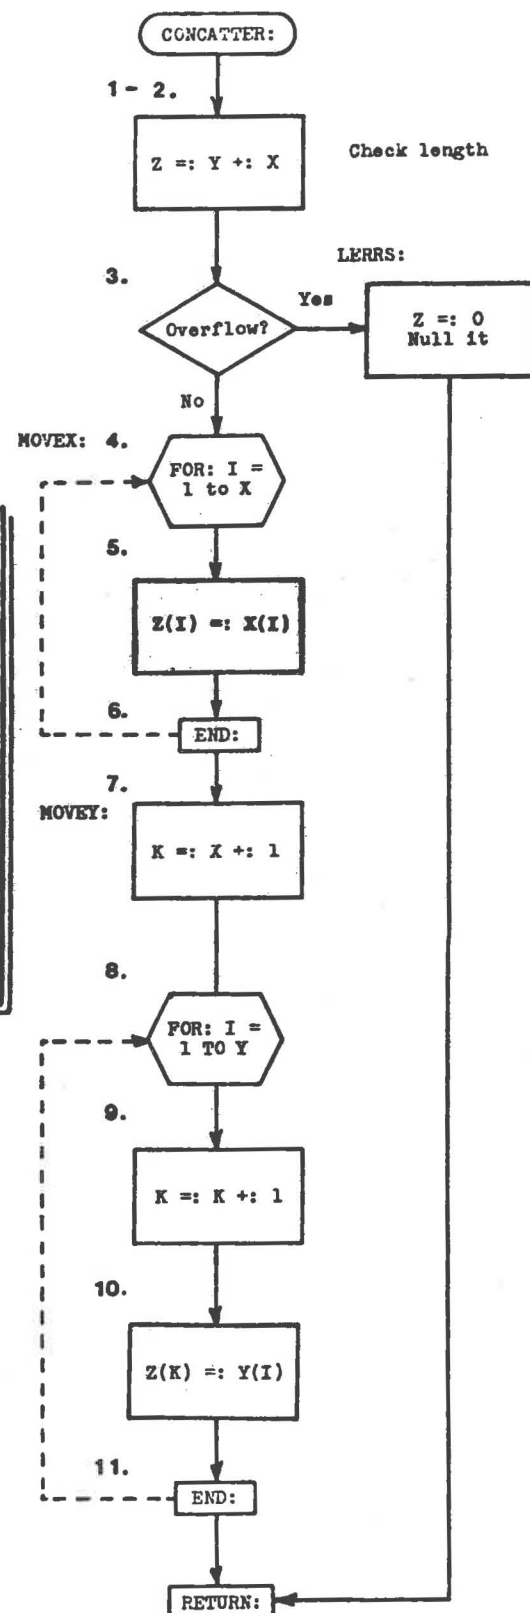 CONCATTER:
1- 2.
Z =: Y +: X
Check length
3.
Overflow?
Yes
LERRS:
Z =: 0
Null it
No
MOVEX: 4.
FOR: I =
1 to X
5.
Z(I) =: X(I)
6.
END:
7.
MOVEY:
K =: X +: 1
8.
FOR: I =
1 TO Y
9.
K =: K +: 1
10.
Z(K) =: Y(I)
11.
END:
RETURN: